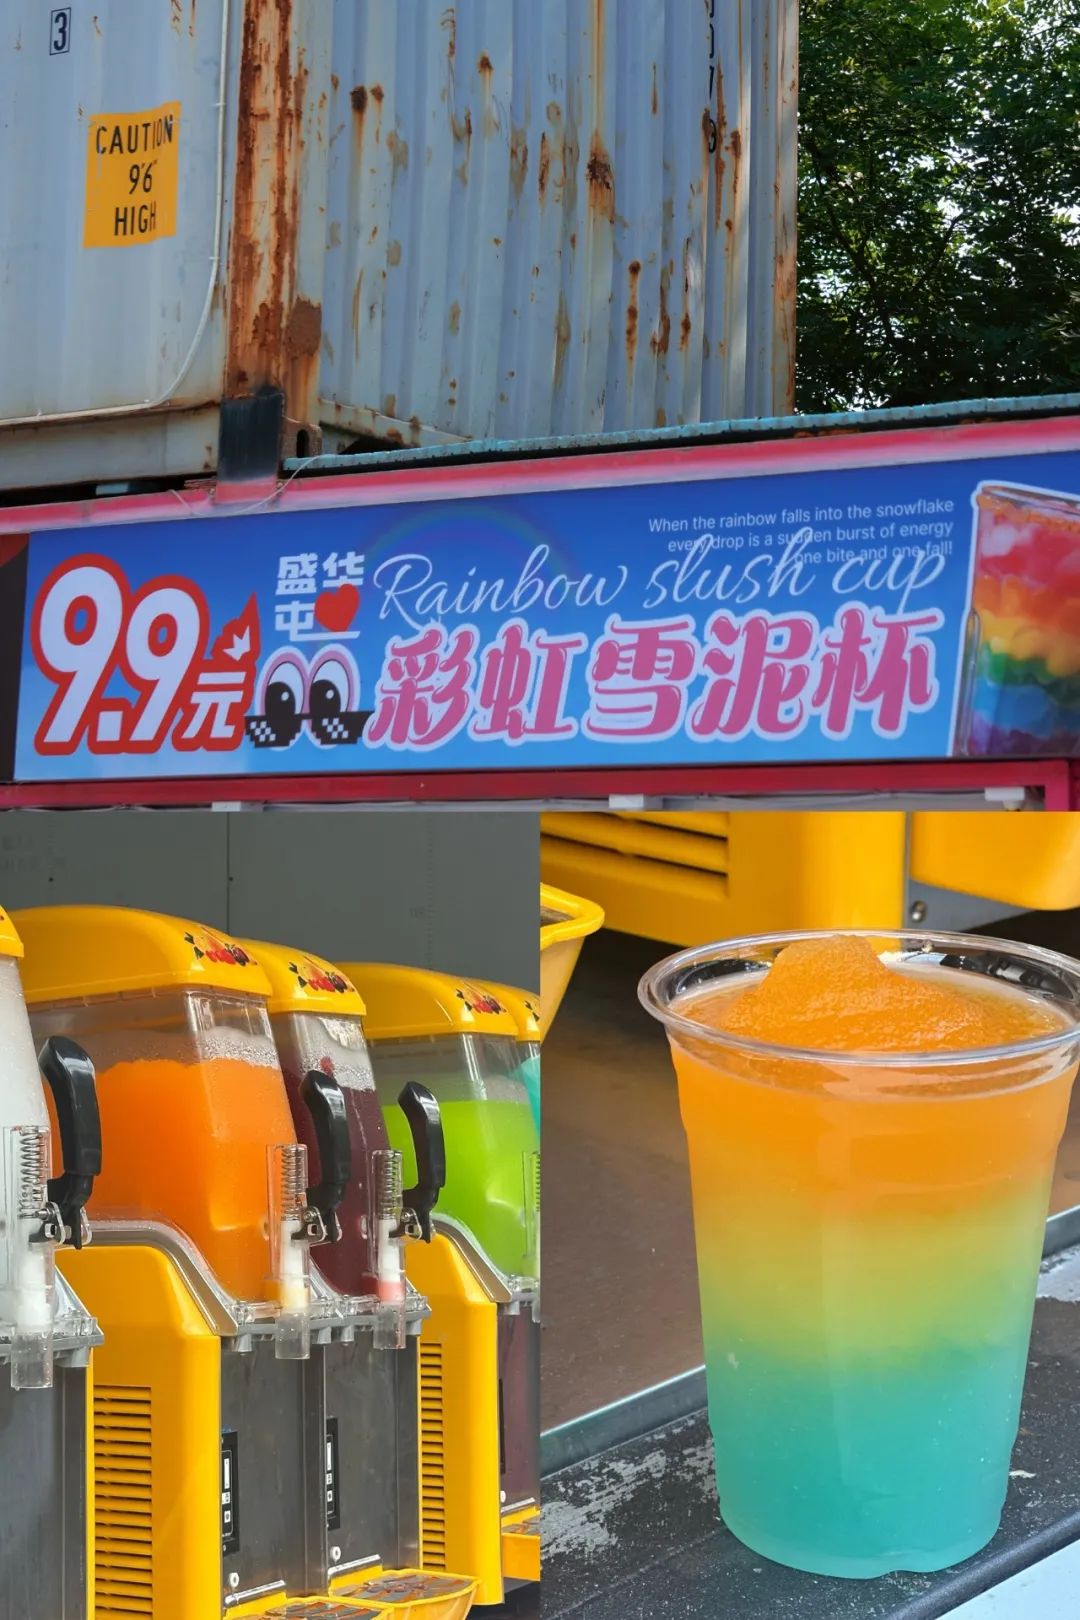 3
CAUTION
9'6"
HIGH
When the rainbow falls into the snowflake
every drop is a sudden burst of energy
one bite and one fall!
盛华
屯
Rainbow slush cup
9.9元
彩虹雪泥杯